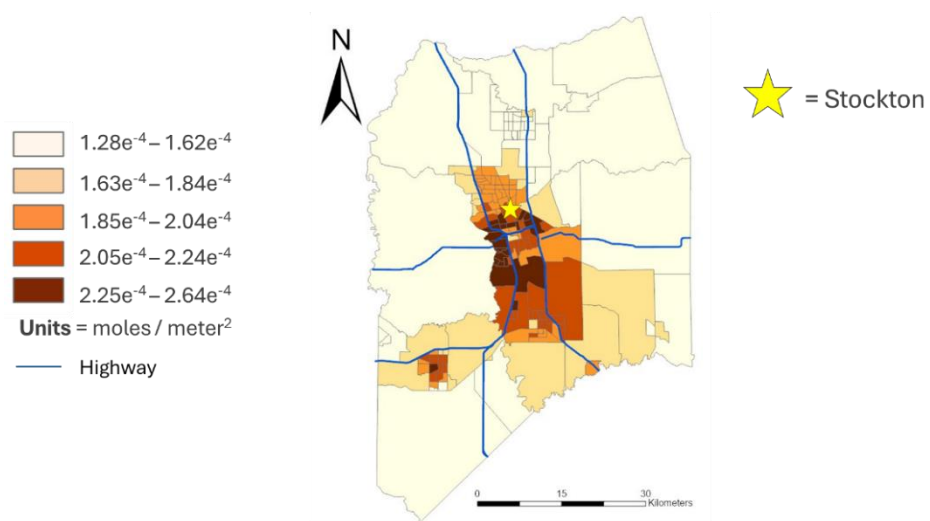 N
= Stockton
1.28e⁻⁴ – 1.62e⁻⁴
1.63e⁻⁴ – 1.84e⁻⁴
1.85e⁻⁴ – 2.04e⁻⁴
2.05e⁻⁴ – 2.24e⁻⁴
2.25e⁻⁴ – 2.64e⁻⁴
Units = moles / meter²
Highway
0 15 30
Kilometers